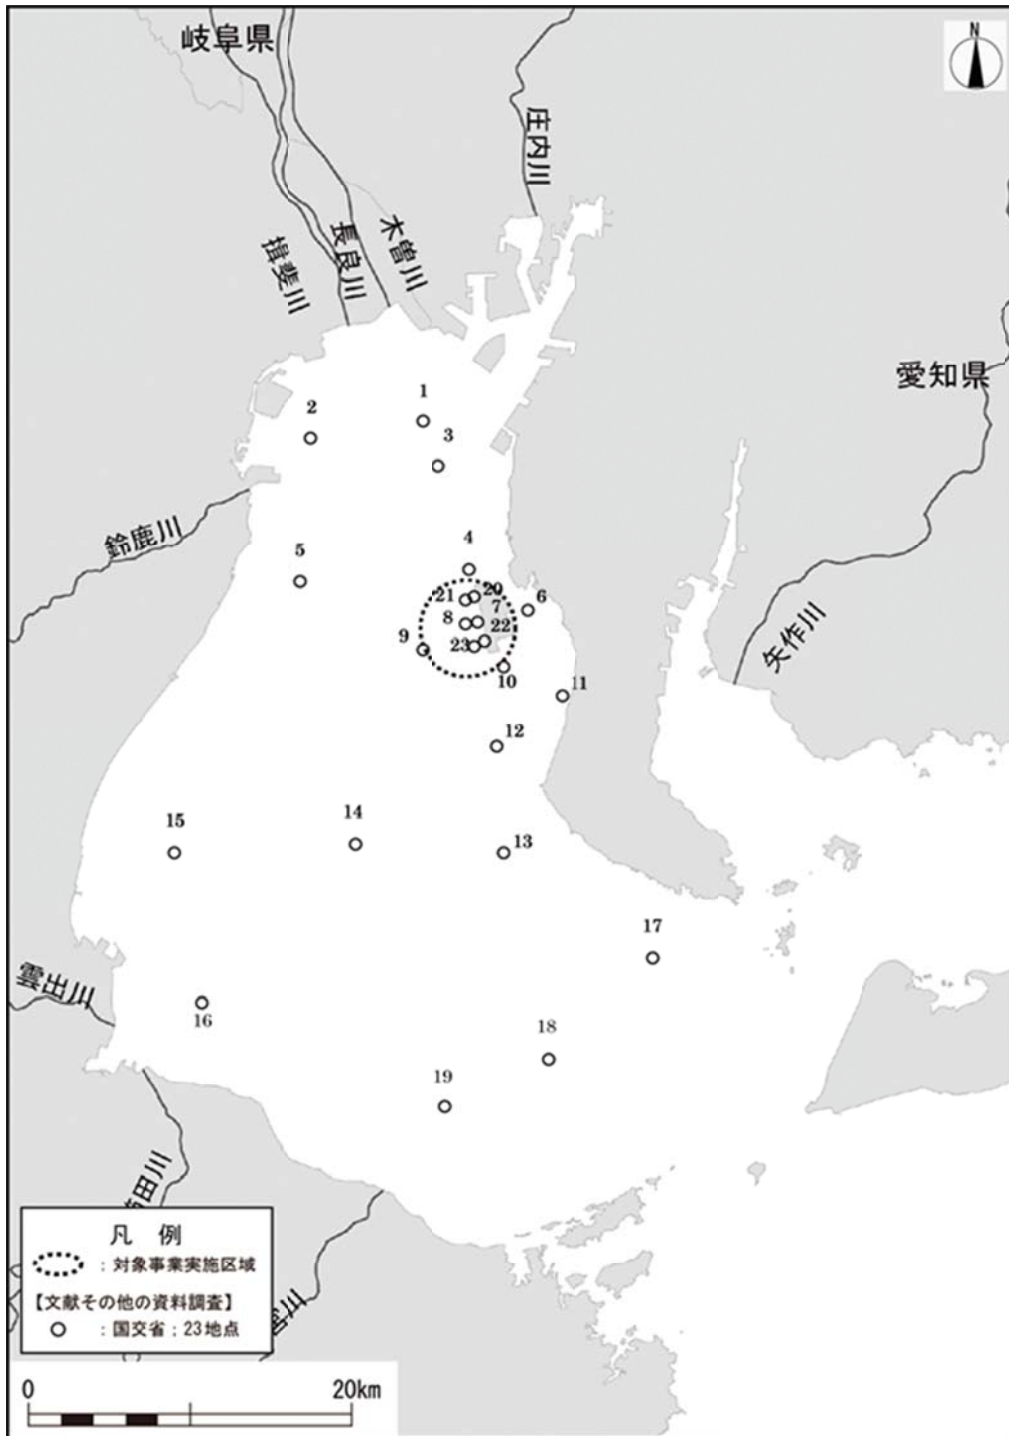 岐阜県
N
庄内川
木曽川
長良川
揖斐川
愛知県
1
2
3
鈴鹿川
4
5
20
21
7
6
8
22
9
23
10
矢作川
11
12
14
15
13
17
雲出川
16
18
19
田川
川
凡 例
：対象事業実施区域
【文献その他の資料調査】
：国交省；23地点
0 20km